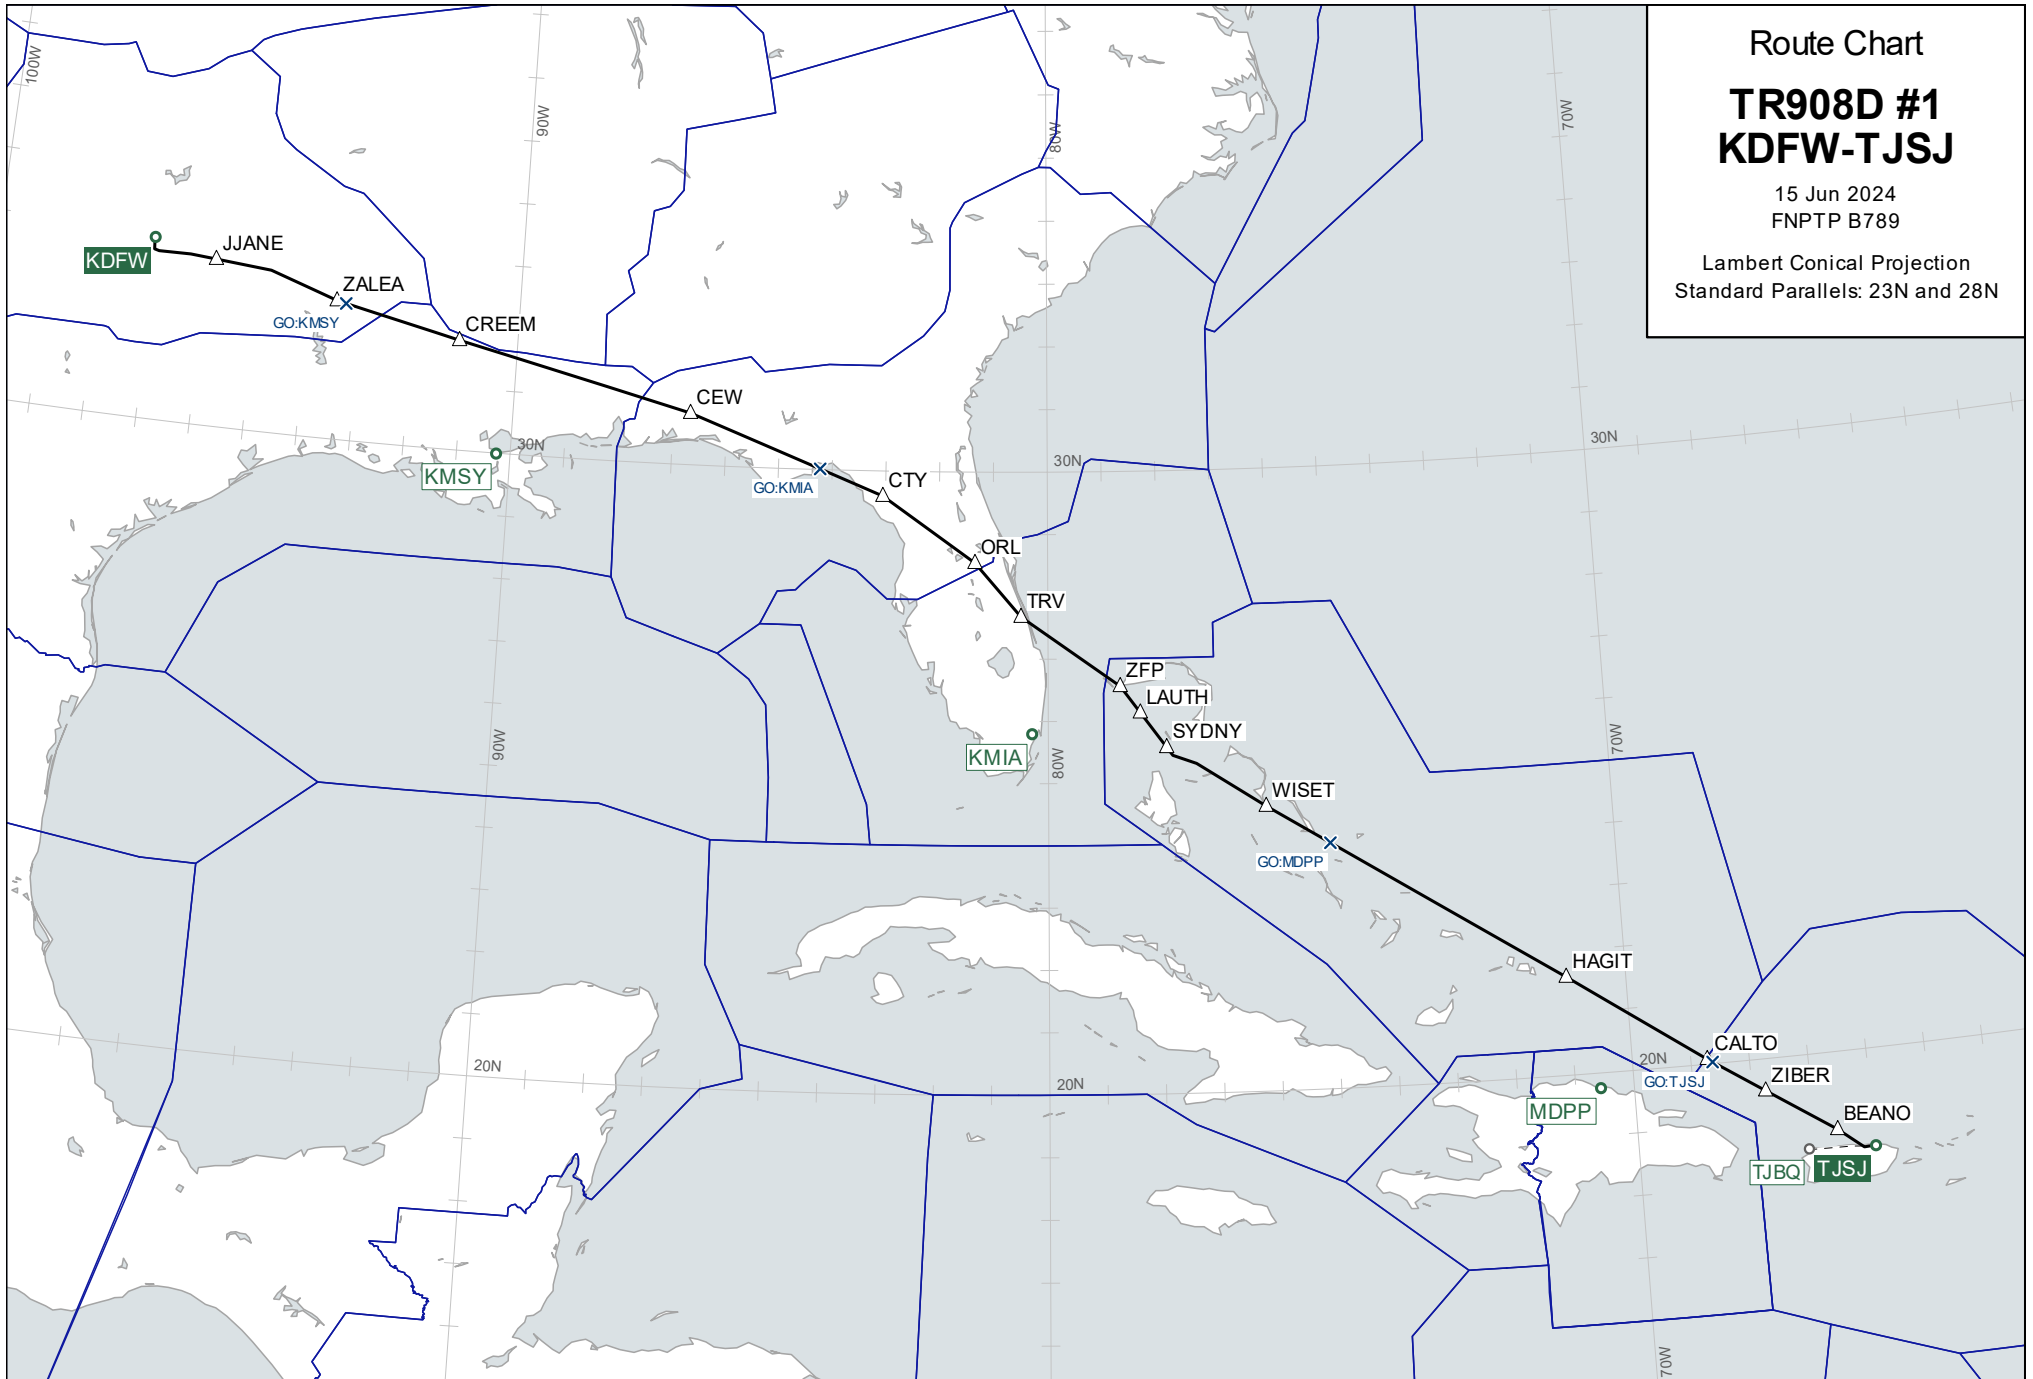 Route Chart
TR908D #1
KDFW-TJSJ
15 Jun 2024
FNPTP B789
Lambert Conical Projection
Standard Parallels: 23N and 28N
100W
90W
80W
70W
KDFW
JJANE
ZALEA
GO:KMSY
CREEM
CEW
30N
30N
30N
KMSY
GO:KMIA
CTY
ORL
TRV
ZFP
LAUTH
SYDNY
90W
KMIA
80W
70W
WISET
GO:MDPP
HAGIT
CALTO
20N
20N
20N
GO:TJSJ
ZIBER
MDPP
BEANO
TJBQ
TJSJ
70W